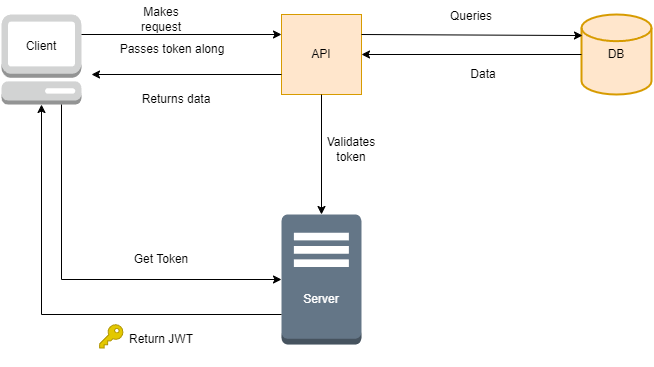 Makes
request
Queries
Client
Passes token along
API
DB
Data
Returns data
Validates
token
Get Token
Server
Return JWT